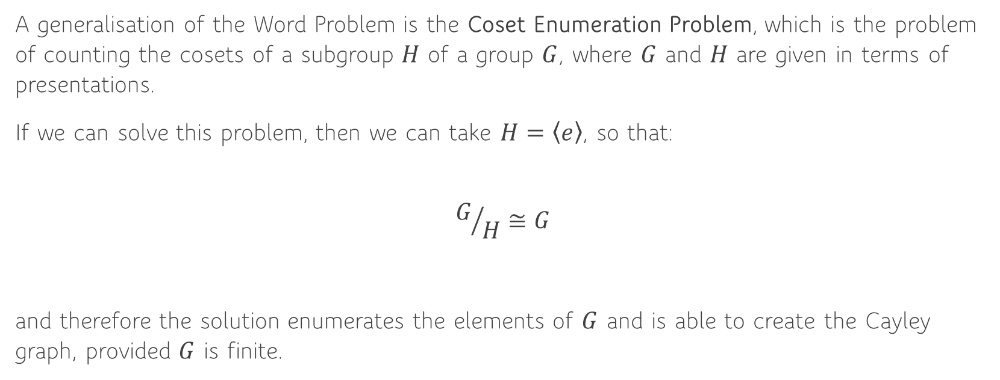 A generalisation of the Word Problem is the Coset Enumeration Problem, which is the problem
of counting the cosets of a subgroup H of a group G, where G and H are given in terms of
presentations.
If we can solve this problem, then we can take H = ⟨e⟩, so that:
G/H ≅ G
and therefore the solution enumerates the elements of G and is able to create the Cayley
graph, provided G is finite.